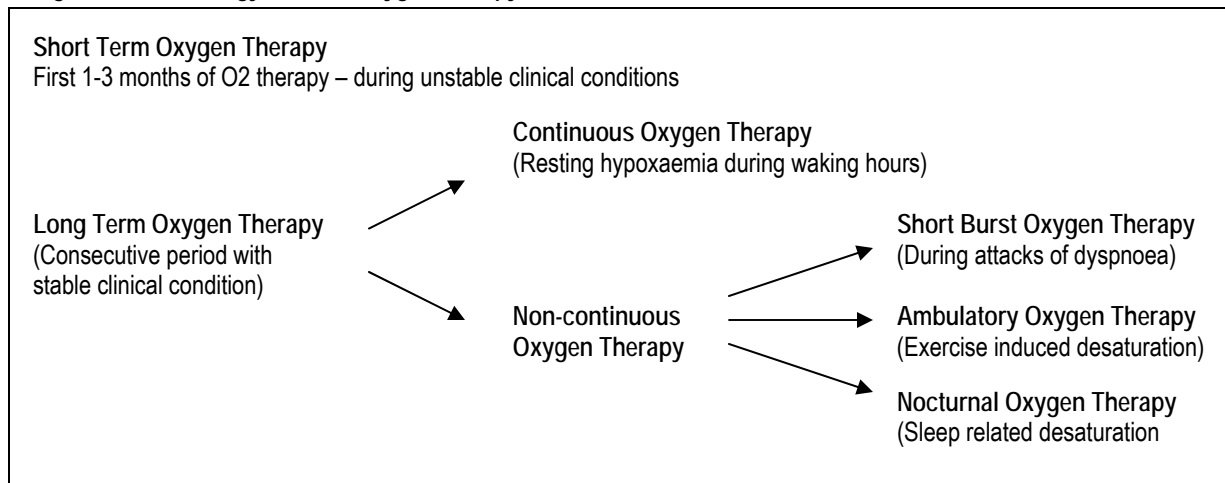 Short Term Oxygen Therapy
First 1-3 months of O2 therapy – during unstable clinical conditions
Continuous Oxygen Therapy
(Resting hypoxaemia during waking hours)
Long Term Oxygen Therapy
(Consecutive period with
stable clinical condition)
Non-continuous
Oxygen Therapy
Short Burst Oxygen Therapy
(During attacks of dyspnoea)
Ambulatory Oxygen Therapy
(Exercise induced desaturation)
Nocturnal Oxygen Therapy
(Sleep related desaturation